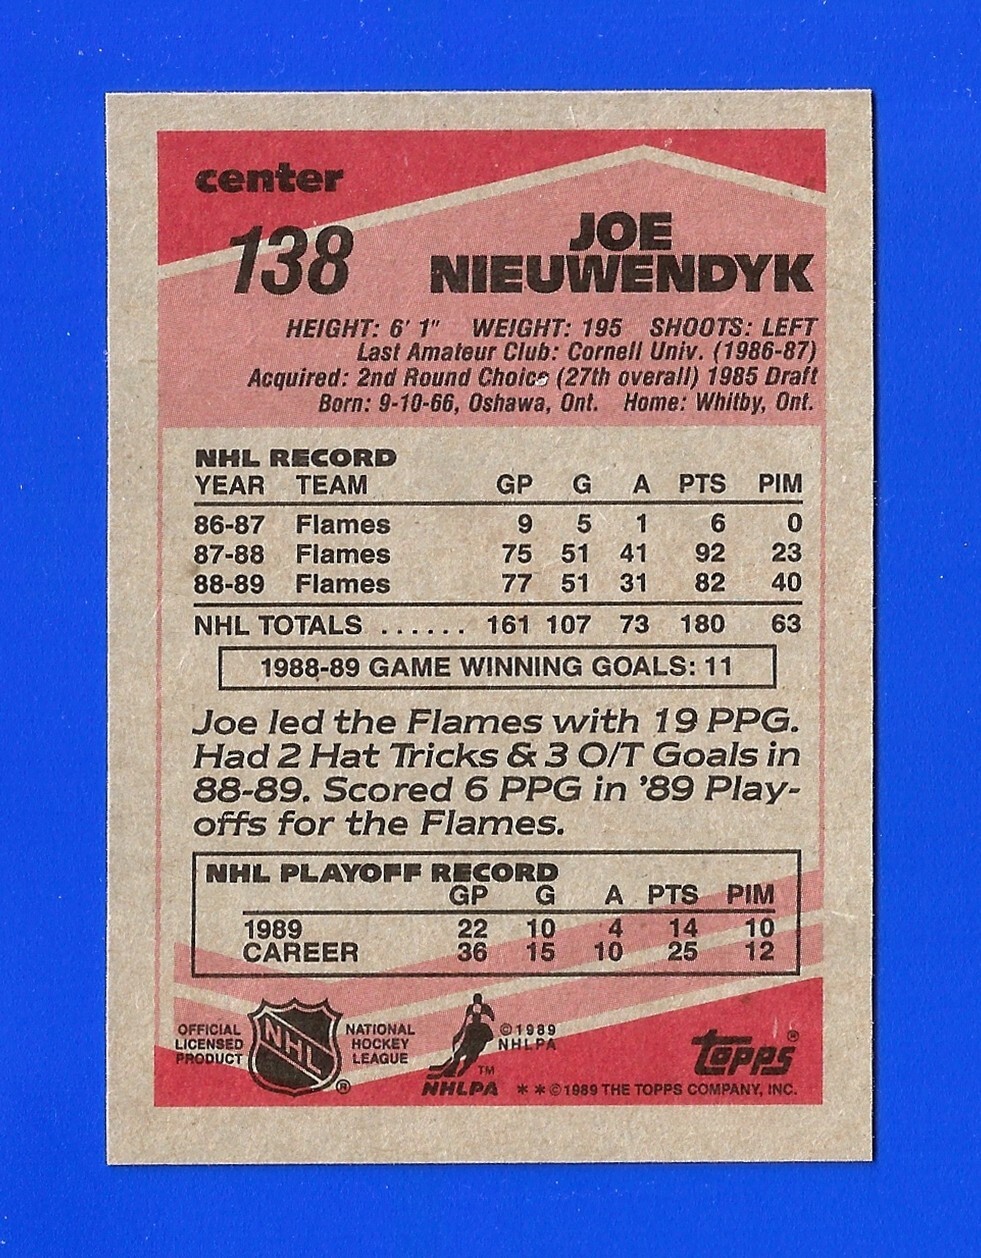 center
138
JOE
NIEUWENDYK
HEIGHT: 6' 1" WEIGHT: 195 SHOOTS: LEFT
Last Amateur Club: Cornell Univ. (1986-87)
Acquired: 2nd Round Choice (27th overall) 1985 Draft
Born: 9-10-66, Oshawa, Ont. Home: Whitby, Ont.
NHL RECORD
YEAR TEAM GP G A PTS PIM
86-87 Flames 9 5 1 6 0
87-88 Flames 75 51 41 92 23
88-89 Flames 77 51 31 82 40
NHL TOTALS ...... 161 107 73 180 63
1988-89 GAME WINNING GOALS: 11
Joe led the Flames with 19 PPG.
Had 2 Hat Tricks & 3 O/T Goals in
88-89. Scored 6 PPG in '89 Play-
offs for the Flames.
NHL PLAYOFF RECORD
GP G A PTS PIM
1989 22 10 4 14 10
CAREER 36 15 10 25 12
OFFICIAL
LICENSED
PRODUCT
NHL
®
NATIONAL
HOCKEY
LEAGUE
TM
NHLPA
©1989
NHLPA
topps®
* * © 1989 THE TOPPS COMPANY, INC.